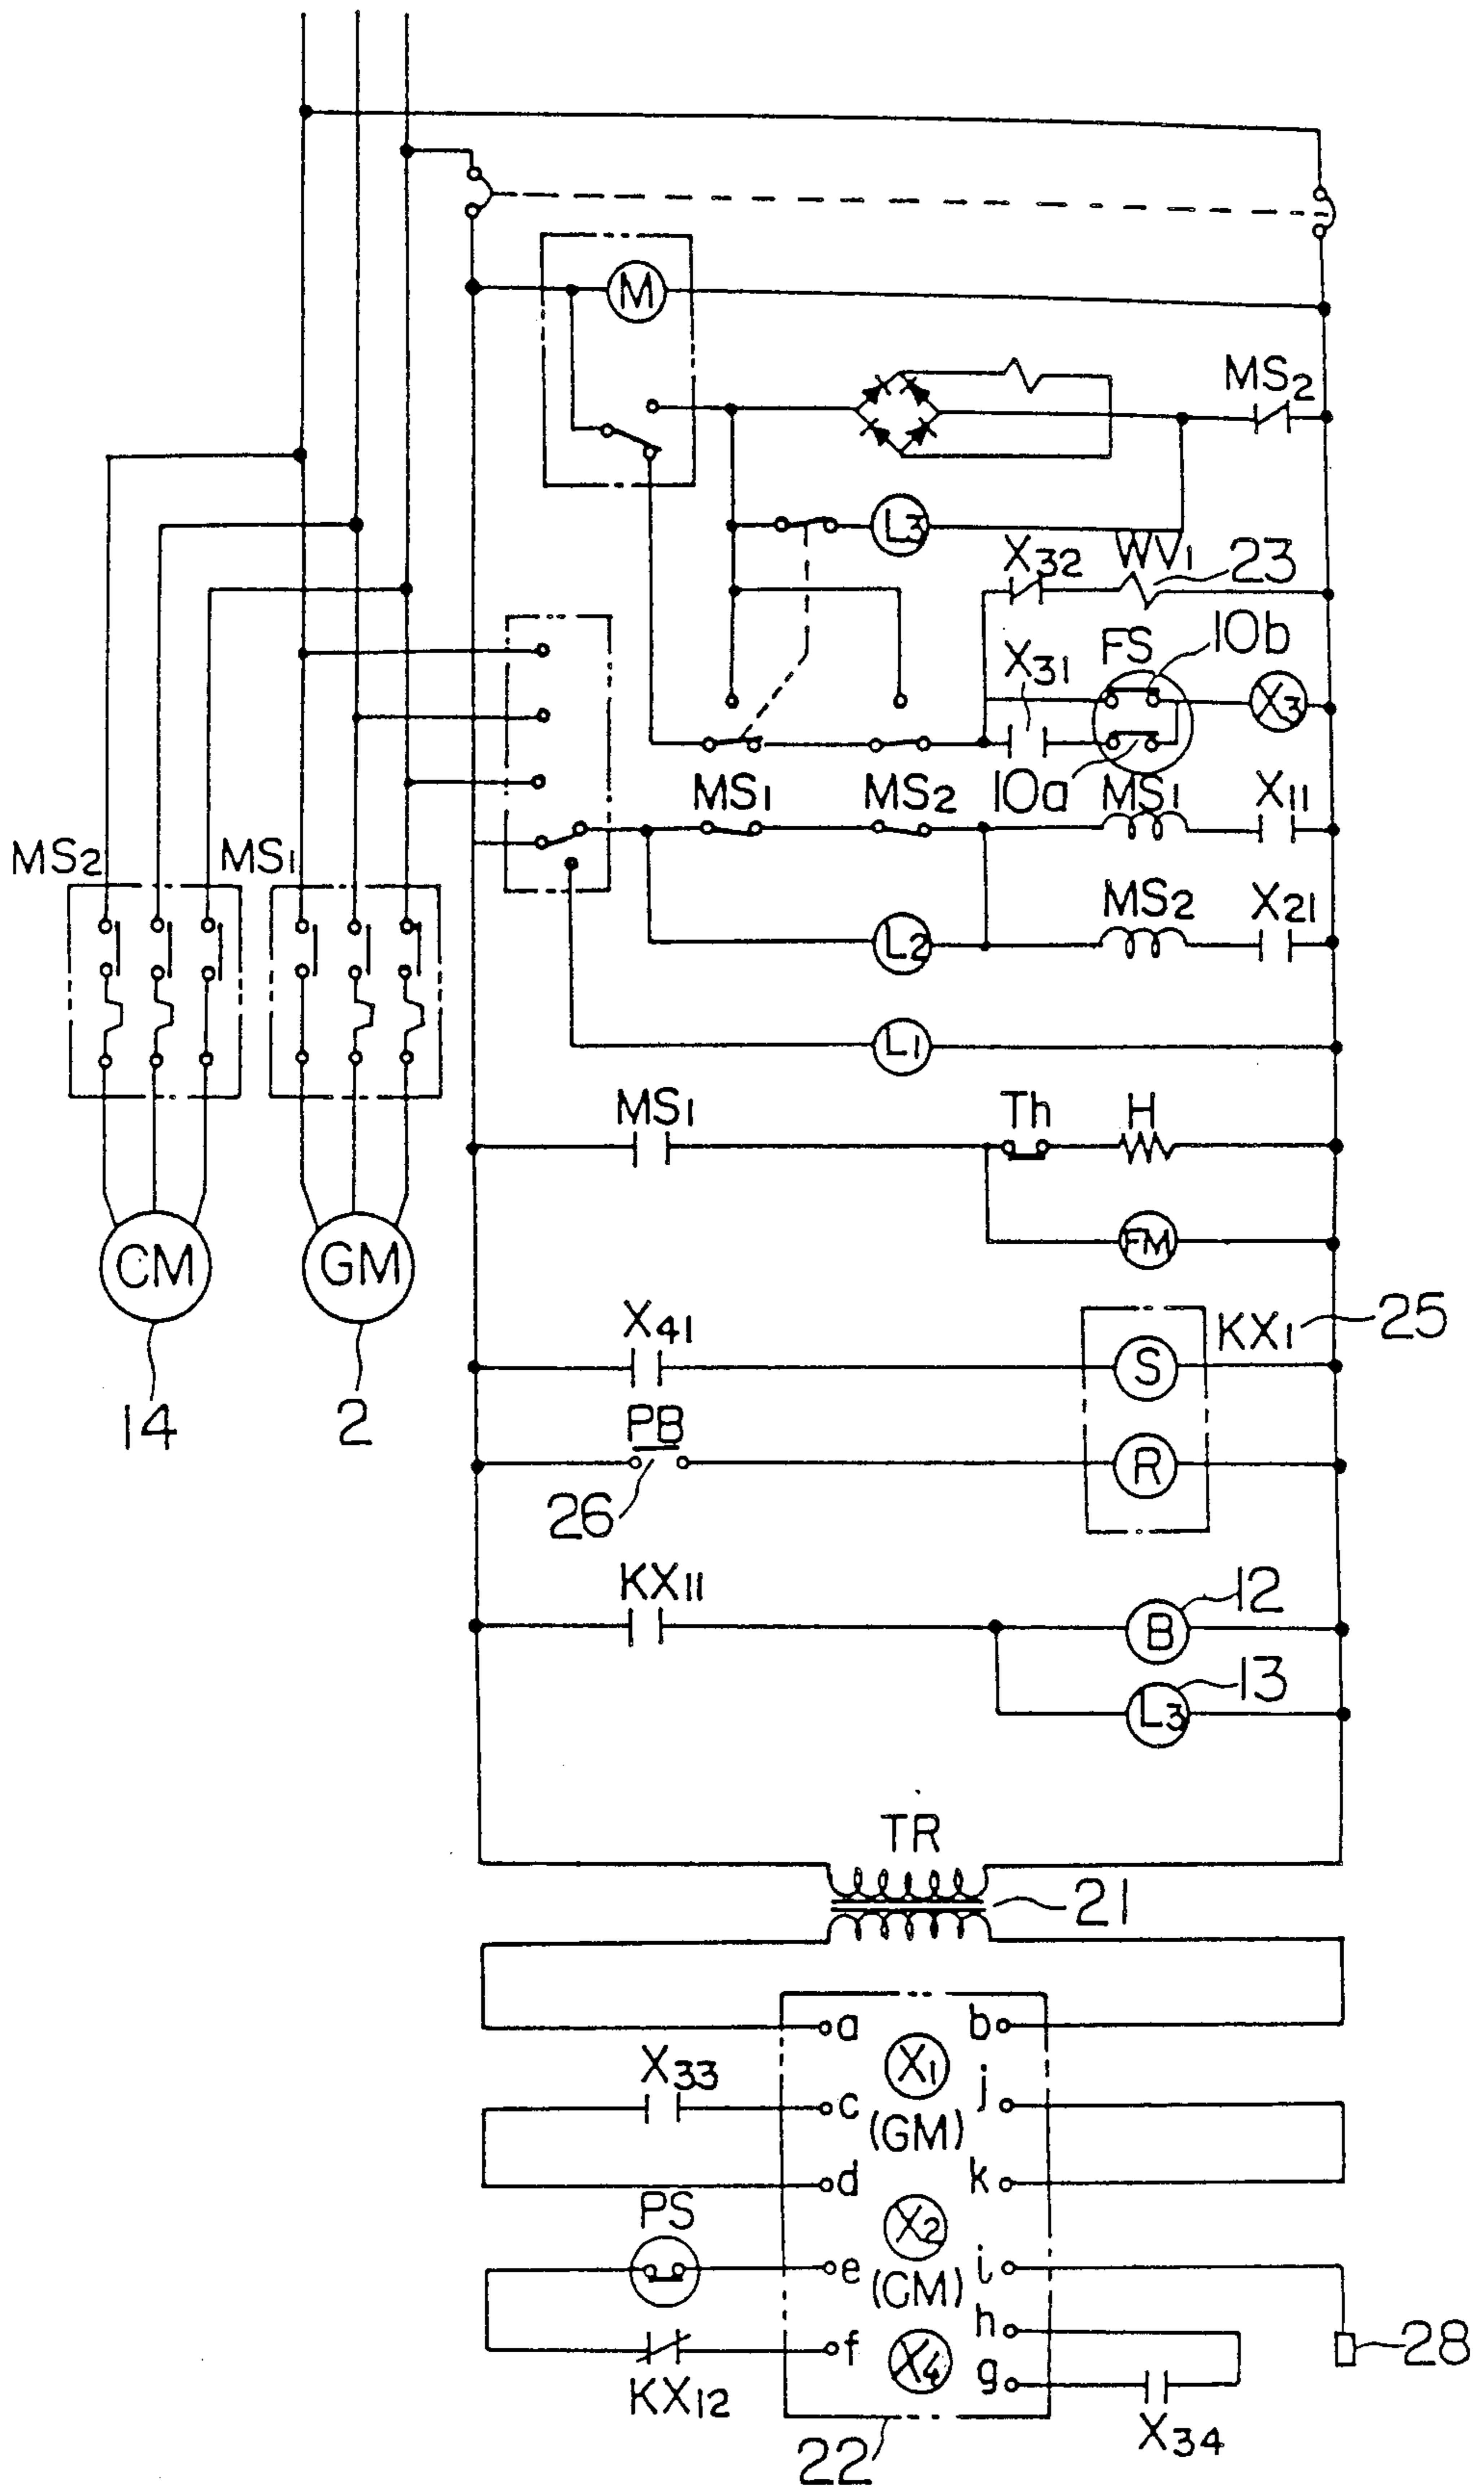 M
MS2
L3
X32
WV1
23
FS
10b
X31
X3
10a
MS1
MS2
MS1
X11
MS2
MS1
MS2
X21
L2
L1
MS1
Th
H
CM
GM
FM
14
2
X41
S
KX1
25
PB
26
R
KX11
B
12
L3
13
TR
21
a
b
X1
X33
c
(GM)
j
d
k
PS
X2
e
(CM)
i
h
f
X4
g
28
KX12
22
X34